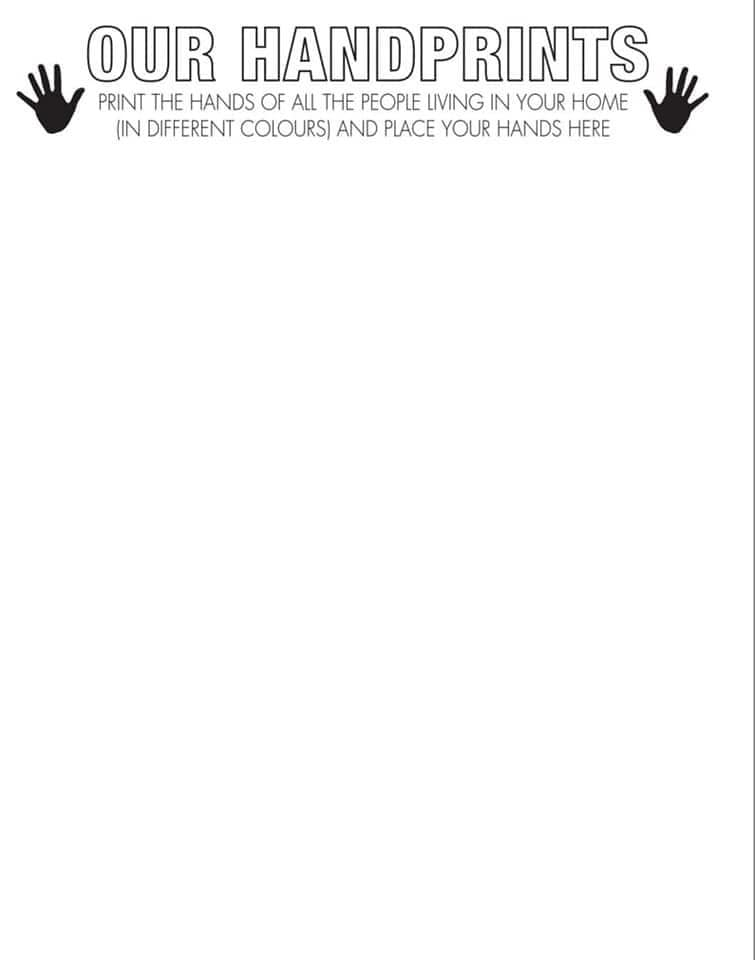 OUR HANDPRINTS
PRINT THE HANDS OF ALL THE PEOPLE LIVING IN YOUR HOME
(IN DIFFERENT COLOURS) AND PLACE YOUR HANDS HERE